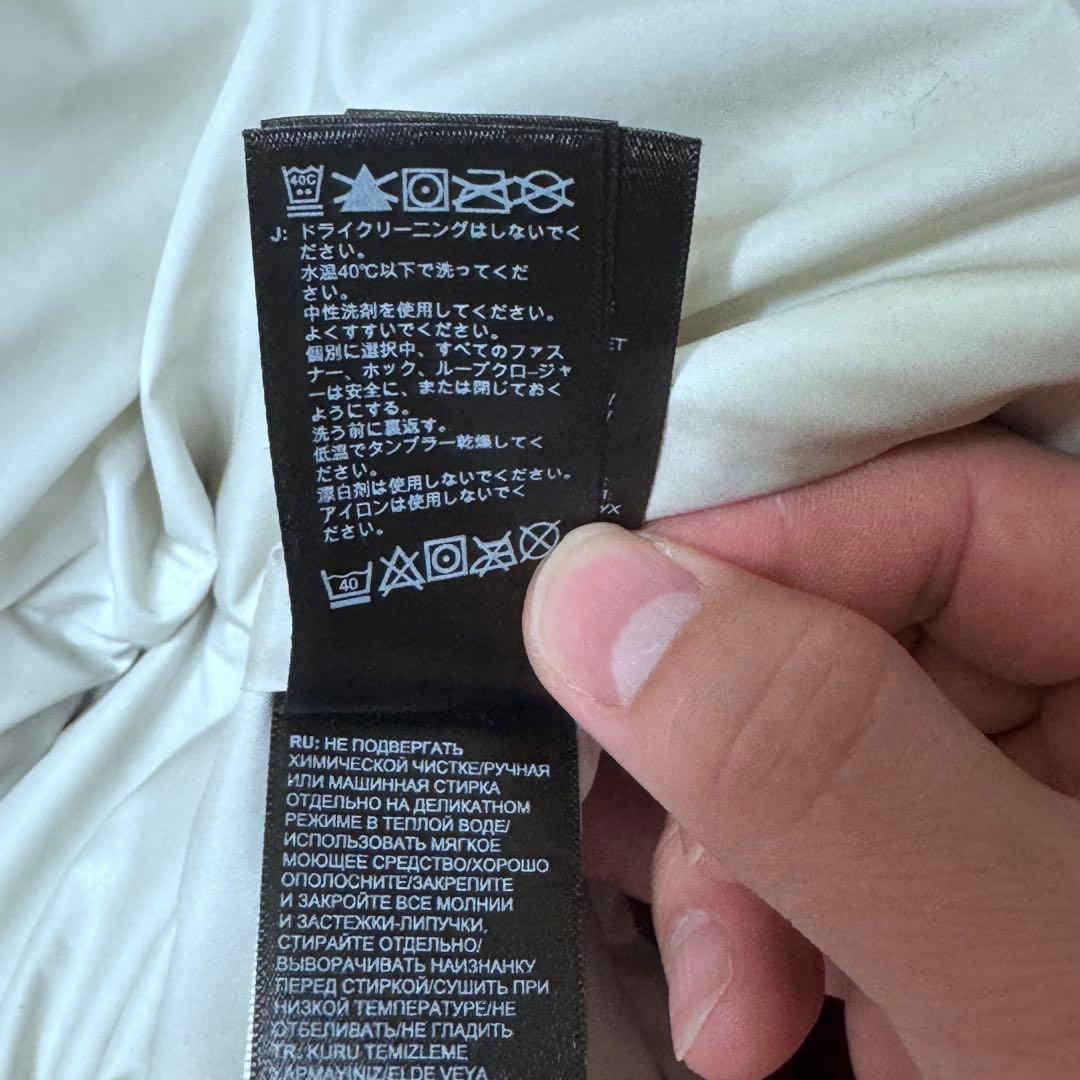 40C
J: ドライクリーニングはしないでく
ださい。
水温40℃以下で洗ってくだ
さい。
中性洗剤を使用してください。
よくすすいでください。
個別に選択中、すべてのファス
ナー、ホック、ループクロージャ
ーは安全に、または閉じておく
ようにする。
洗う前に裏返す。
低温でタンブラー乾燥してく
ださい。
漂白剤は使用しないでください。
アイロンは使用しないでく
ださい。
40
ET
YX
RU: НЕ ПОДВЕРГАТЬ
ХИМИЧЕСКОЙ ЧИСТКЕ/РУЧНАЯ
ИЛИ МАШИННАЯ СТИРКА
ОТДЕЛЬНО НА ДЕЛИКАТНОМ
РЕЖИМЕ В ТЕПЛОЙ ВОДЕ/
ИСПОЛЬЗОВАТЬ МЯГКОЕ
МОЮЩЕЕ СРЕДСТВО/ХОРОШО
ОПОЛОСНИТЕ/ЗАКРЕПИТЕ
И ЗАКРОЙТЕ ВСЕ МОЛНИИ
И ЗАСТЕЖКИ-ЛИПУЧКИ,
СТИРАЙТЕ ОТДЕЛЬНО/
ВЫВОРАЧИВАТЬ НАИЗНАНКУ
ПЕРЕД СТИРКОЙ/СУШИТЬ ПРИ
НИЗКОЙ ТЕМПЕРАТУРЕ/НЕ
ОТБЕЛИВАТЬ/НЕ ГЛАДИТЬ
TR: KURU TEMIZLEME
YAPMAYINIZ/ELDE VEYA